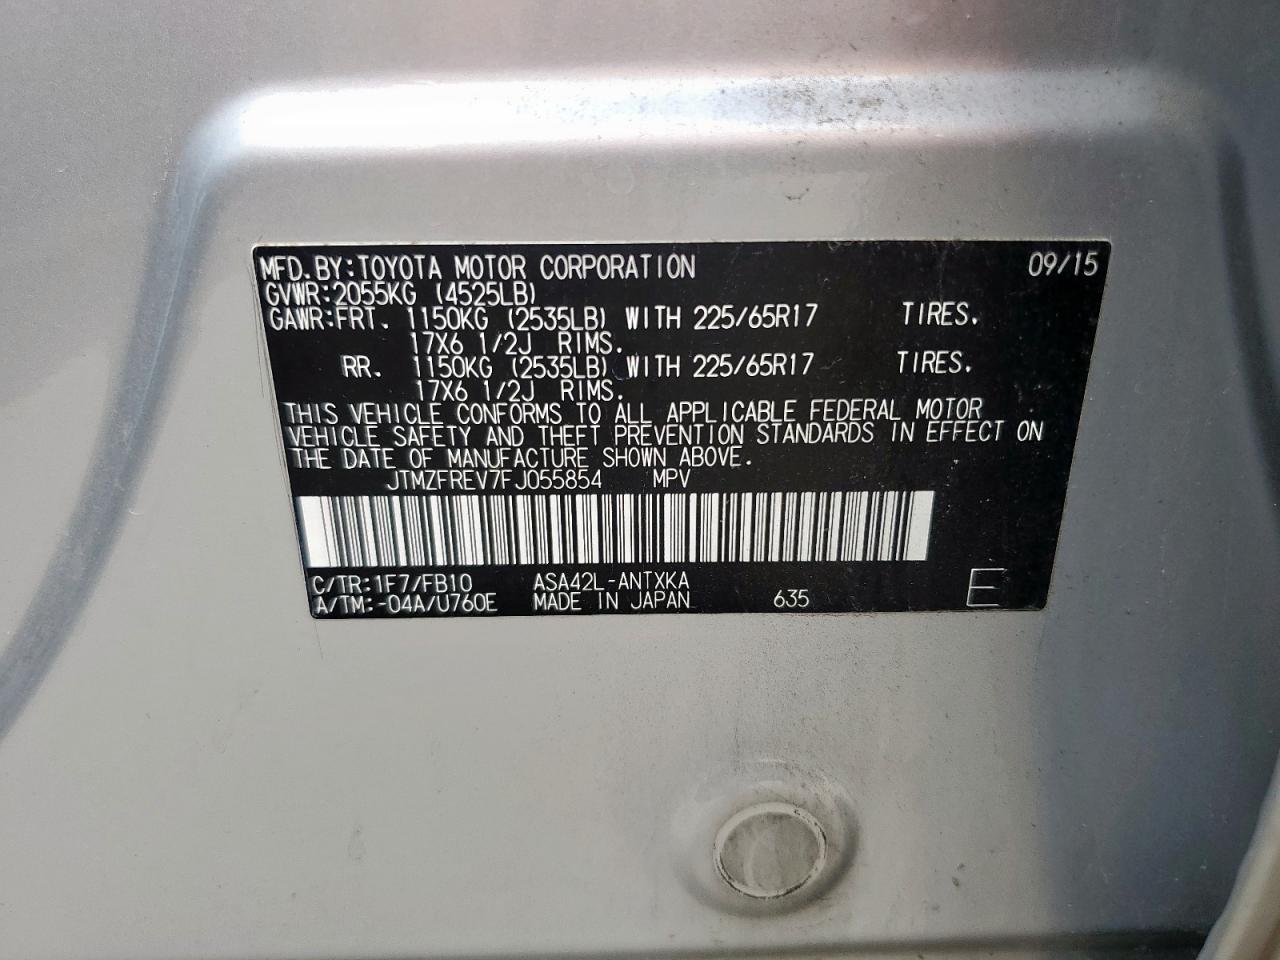 MFD.BY:TOYOTA MOTOR CORPORATION 09/15
GVWR:2055KG (4525LB)
GAWR:FRT. 1150KG (2535LB) WITH 225/65R17 TIRES.
17X6 1/2J RIMS.
RR. 1150KG (2535LB) WITH 225/65R17 TIRES.
17X6 1/2J RIMS.
THIS VEHICLE CONFORMS TO ALL APPLICABLE FEDERAL MOTOR
VEHICLE SAFETY AND THEFT PREVENTION STANDARDS IN EFFECT ON
THE DATE OF MANUFACTURE SHOWN ABOVE.
JTMZFREV7FJ055854 MPV
C/TR:1F7/FB10 ASA42L-ANTXKA
A/TM:-04A/U760E MADE IN JAPAN 635 E